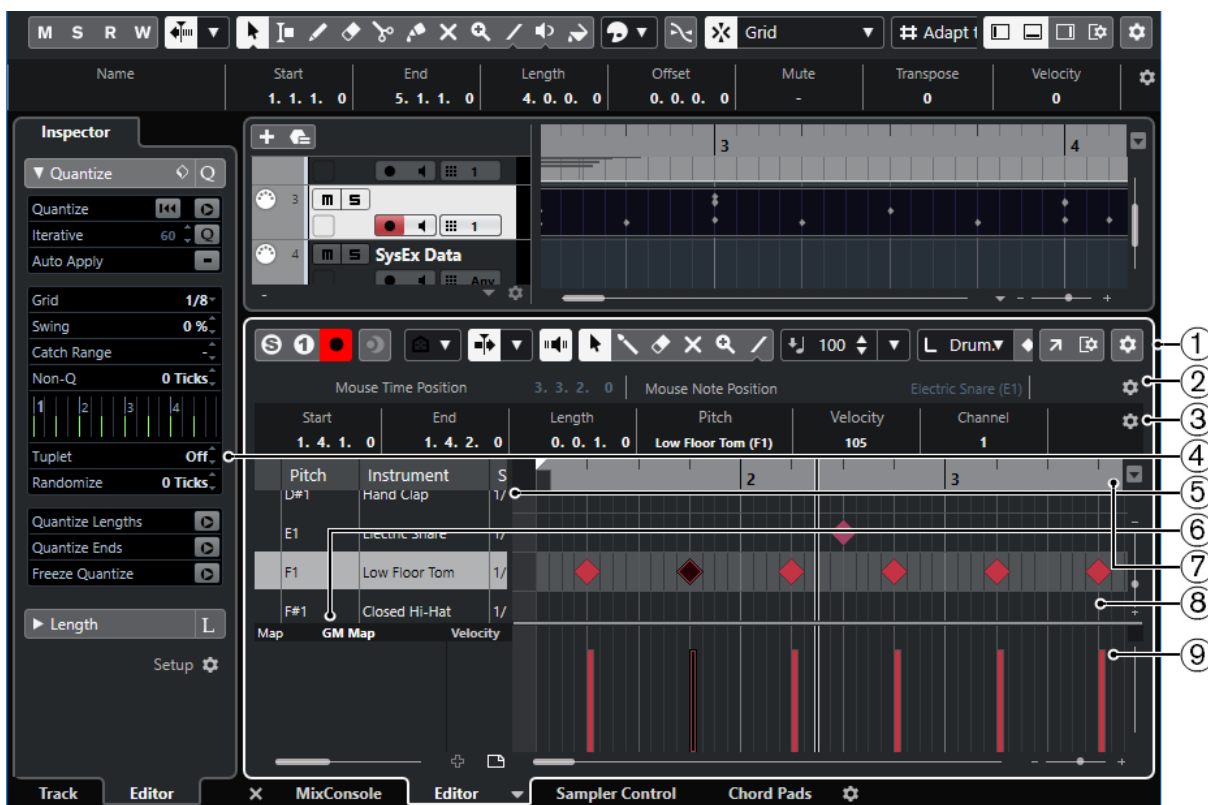 M S R W Grid Adapt t
Name Start End Length Offset Mute Transpose Velocity
1. 1. 1. 0 5. 1. 1. 0 4. 0. 0. 0 0. 0. 0. 0 - 0 0
Inspector
Quantize Q
Quantize
Iterative 60 Q
Auto Apply
Grid 1/8
Swing 0 %
Catch Range -
Non-Q 0 Ticks
1 2 3 4
Tuplet Off
Randomize 0 Ticks
Quantize Lengths
Quantize Ends
Freeze Quantize
Length L
Setup
3 4
1
3 m S
1
4 m S SysEx Data
Any
-
S 1 100 L Drum.
Mouse Time Position 3. 3. 2. 0 Mouse Note Position Electric Snare (E1)
Start End Length Pitch Velocity Channel
1. 4. 1. 0 1. 4. 2. 0 0. 0. 1. 0 Low Floor Tom (F1) 105 1
Pitch Instrument S 2 3
D#1 Hand Clap 1/
E1 Electric Snare 1/
F1 Low Floor Tom 1/
F#1 Closed Hi-Hat 1/
Map GM Map Velocity
1
2
3
4
5
6
7
8
9
Track Editor MixConsole Editor Sampler Control Chord Pads